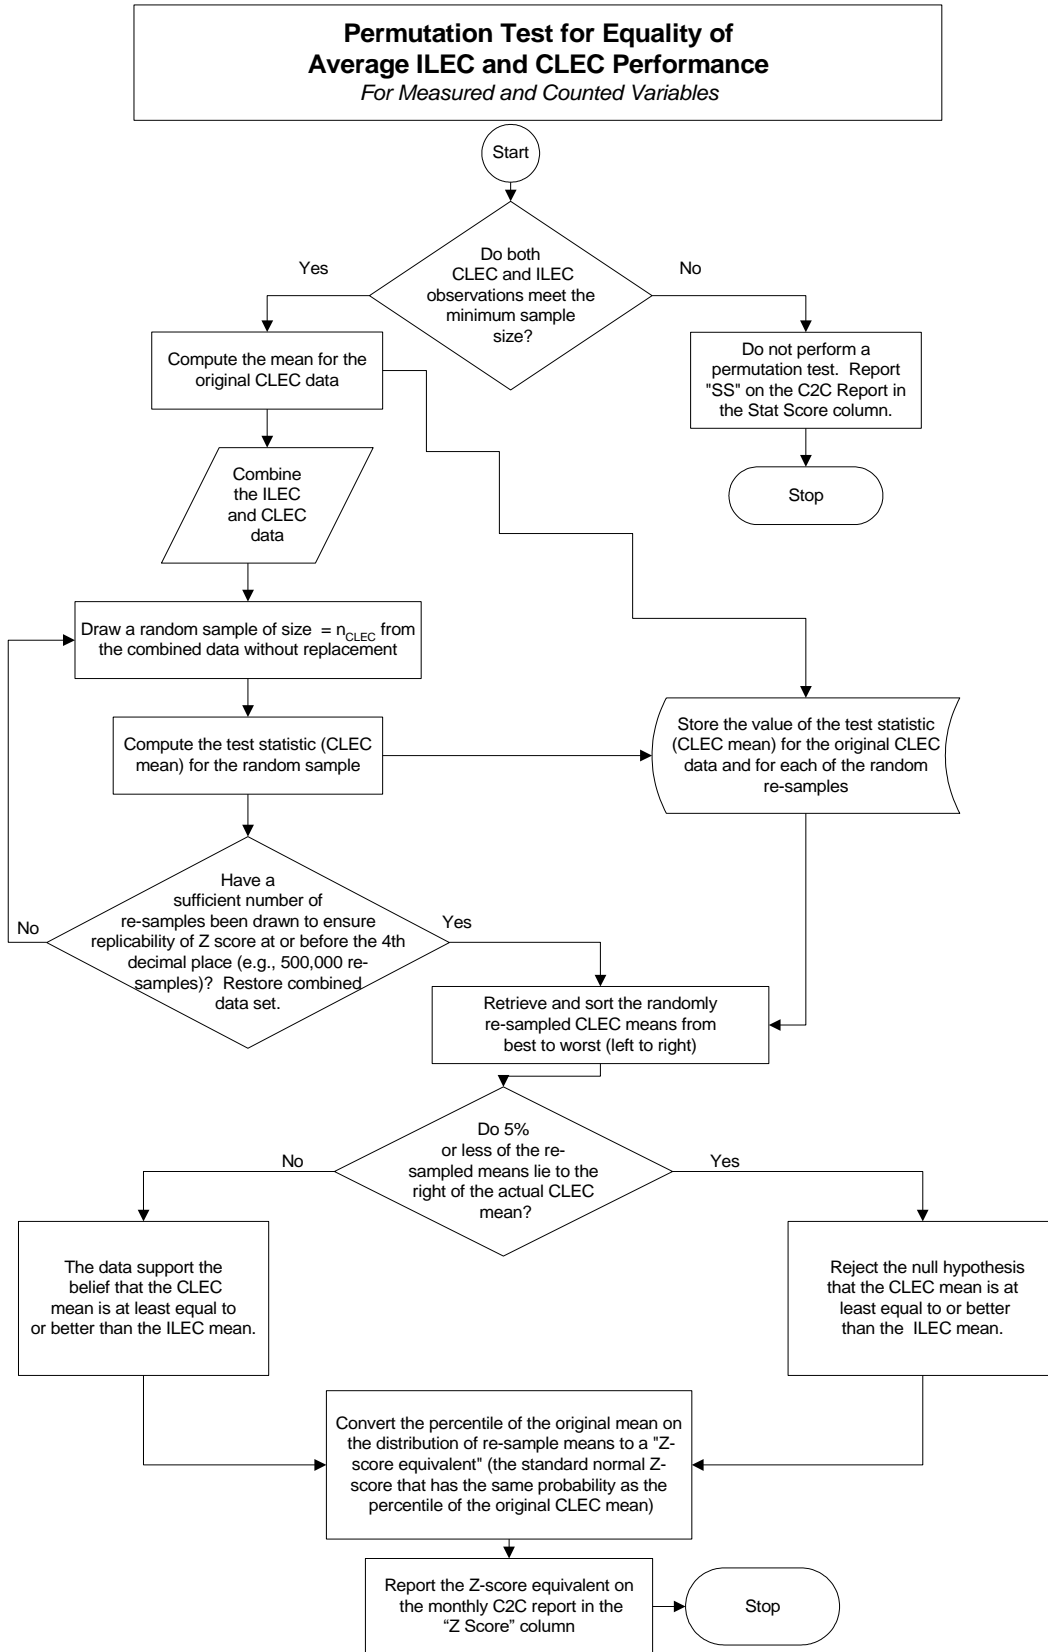 Permutation Test for Equality of
Average ILEC and CLEC Performance
For Measured and Counted Variables
Start
Do both
CLEC and ILEC
observations meet the
minimum sample
size?
Yes
No
Compute the mean for the
original CLEC data
Do not perform a
permutation test. Report
"SS" on the C2C Report in
the Stat Score column.
Stop
Combine
the ILEC
and CLEC
data
Draw a random sample of size = nCLEC from
the combined data without replacement
Compute the test statistic (CLEC
mean) for the random sample
Store the value of the test statistic
(CLEC mean) for the original CLEC
data and for each of the random
re-samples
Have a
sufficient number of
re-samples been drawn to ensure
replicability of Z score at or before the 4th
decimal place (e.g., 500,000 re-
samples)? Restore combined
data set.
No
Yes
Retrieve and sort the randomly
re-sampled CLEC means from
best to worst (left to right)
Do 5%
or less of the re-
sampled means lie to the
right of the actual CLEC
mean?
No
Yes
The data support the
belief that the CLEC
mean is at least equal to
or better than the ILEC mean.
Reject the null hypothesis
that the CLEC mean is at
least equal to or better
than the ILEC mean.
Convert the percentile of the original mean on
the distribution of re-sample means to a "Z-
score equivalent" (the standard normal Z-
score that has the same probability as the
percentile of the original CLEC mean)
Report the Z-score equivalent on
the monthly C2C report in the
“Z Score” column
Stop